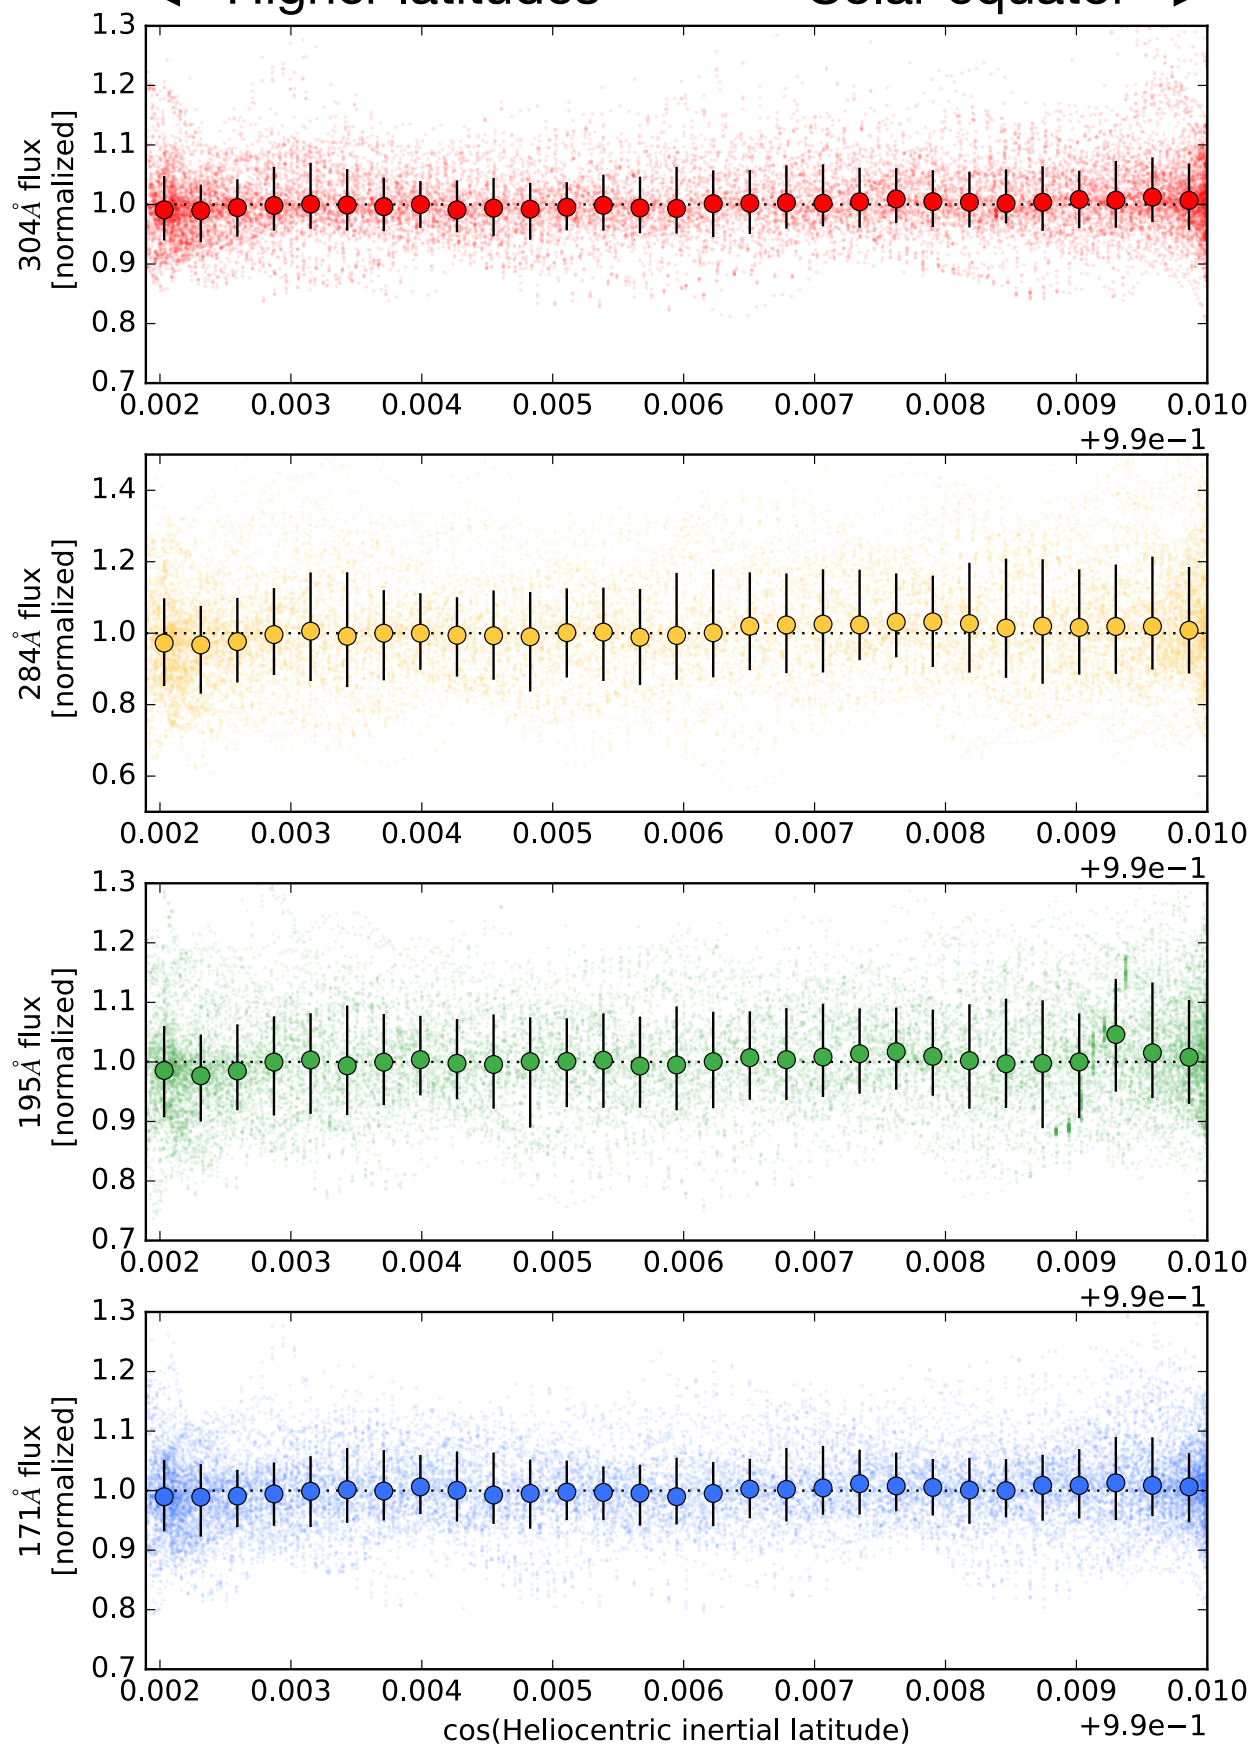 ◄ Higher latitudes Solar equator ►
1.3
1.2
1.1
1.0
0.9
0.8
0.7
304Å flux
[normalized]
0.002 0.003 0.004 0.005 0.006 0.007 0.008 0.009 0.010
+9.9e−1
1.4
1.2
1.0
0.8
0.6
284Å flux
[normalized]
0.002 0.003 0.004 0.005 0.006 0.007 0.008 0.009 0.010
+9.9e−1
1.3
1.2
1.1
1.0
0.9
0.8
0.7
195Å flux
[normalized]
0.002 0.003 0.004 0.005 0.006 0.007 0.008 0.009 0.010
+9.9e−1
1.3
1.2
1.1
1.0
0.9
0.8
0.7
171Å flux
[normalized]
0.002 0.003 0.004 0.005 0.006 0.007 0.008 0.009 0.010
cos(Heliocentric inertial latitude) +9.9e−1